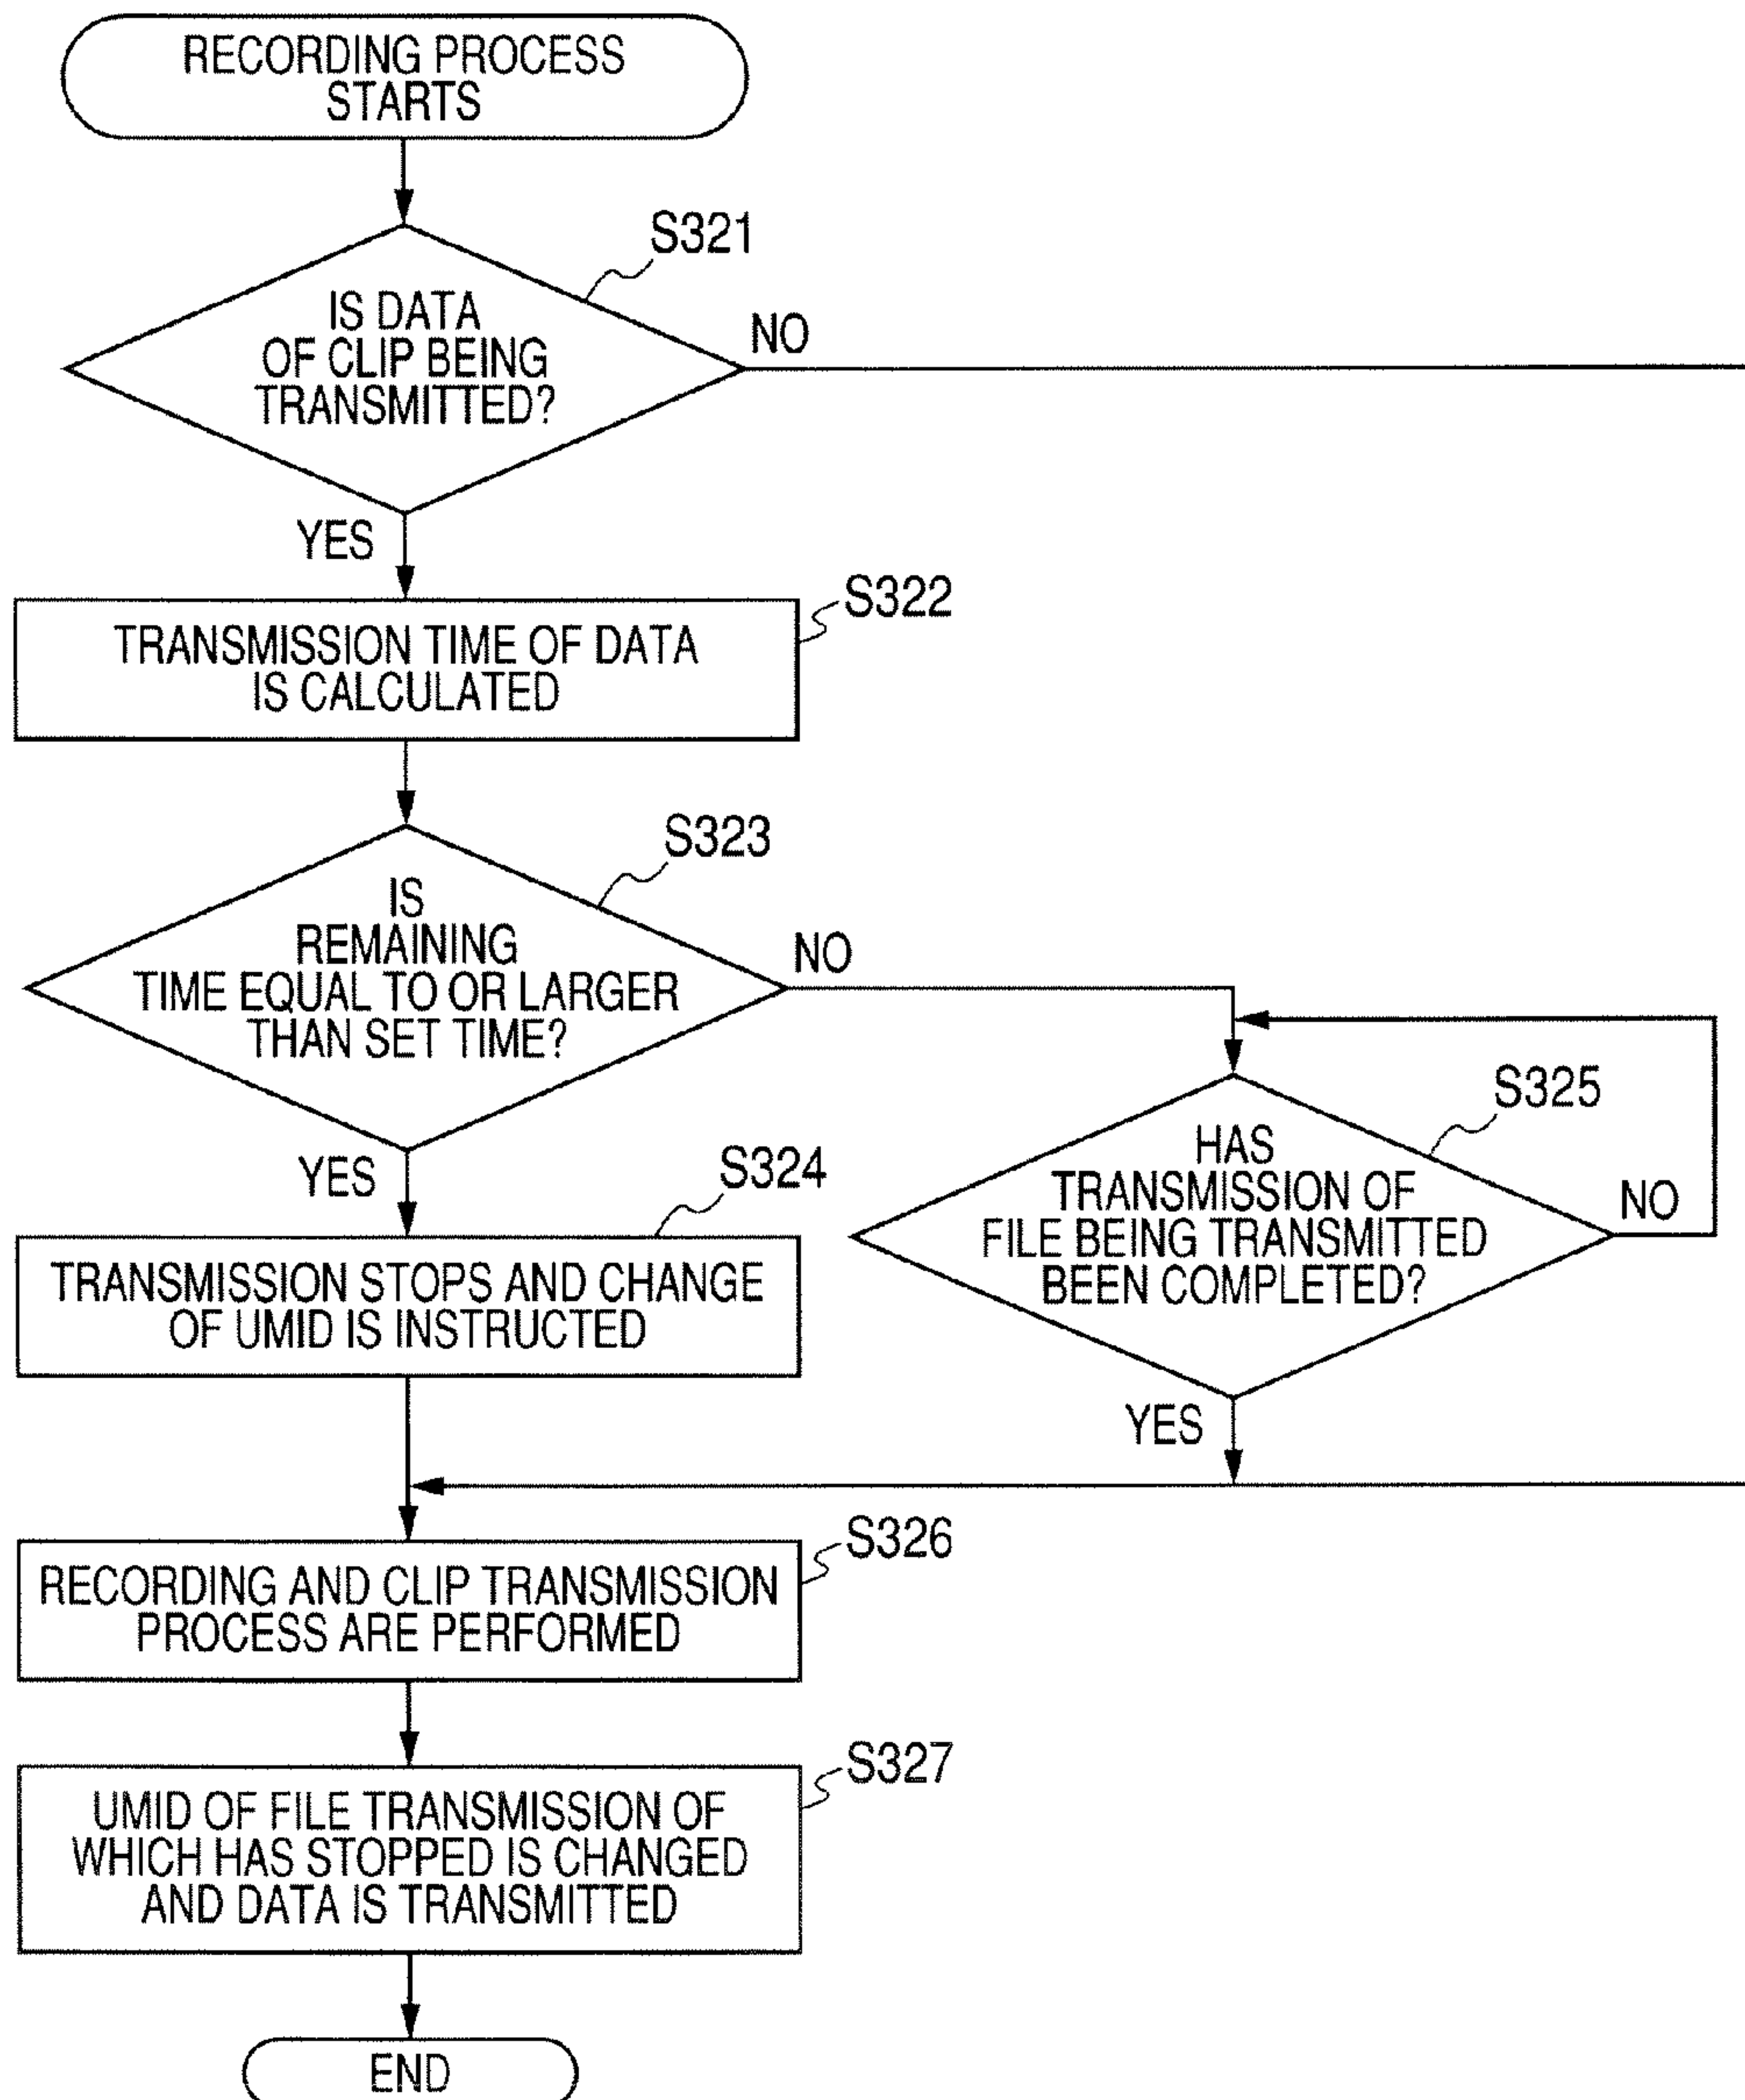 RECORDING PROCESS
STARTS
S321
IS DATA
OF CLIP BEING
TRANSMITTED?
NO
YES
S322
TRANSMISSION TIME OF DATA
IS CALCULATED
S323
IS
REMAINING
TIME EQUAL TO OR LARGER
THAN SET TIME?
NO
YES
S324
TRANSMISSION STOPS AND CHANGE
OF UMID IS INSTRUCTED
S325
HAS
TRANSMISSION OF
FILE BEING TRANSMITTED
BEEN COMPLETED?
NO
YES
S326
RECORDING AND CLIP TRANSMISSION
PROCESS ARE PERFORMED
S327
UMID OF FILE TRANSMISSION OF
WHICH HAS STOPPED IS CHANGED
AND DATA IS TRANSMITTED
END